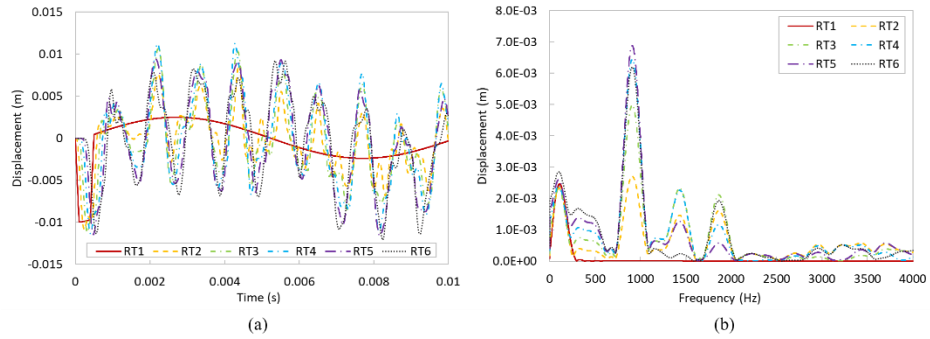 0.015
0.01
0.005
0
-0.005
-0.01
-0.015
Displacement (m)
RT1 RT2 RT3 RT4 RT5 RT6
0 0.002 0.004 0.006 0.008 0.01
Time (s)
(a)
8.0E-03
7.0E-03
6.0E-03
5.0E-03
4.0E-03
3.0E-03
2.0E-03
1.0E-03
0.0E+00
Displacement (m)
RT1 RT2
RT3 RT4
RT5 RT6
0 500 1000 1500 2000 2500 3000 3500 4000
Frequency (Hz)
(b)